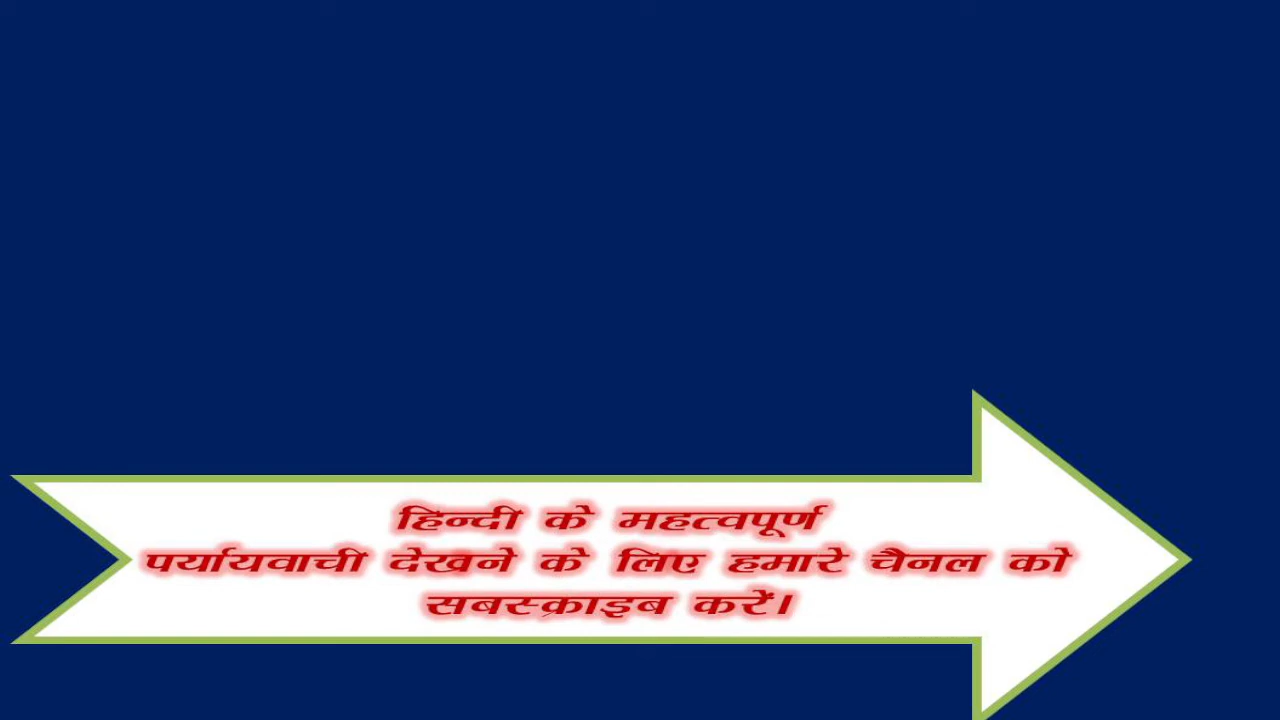 हिन्दी के महत्वपूर्ण
पर्यायवाची देखने के लिए हमारे चैनल को
सबस्क्राइब करें।